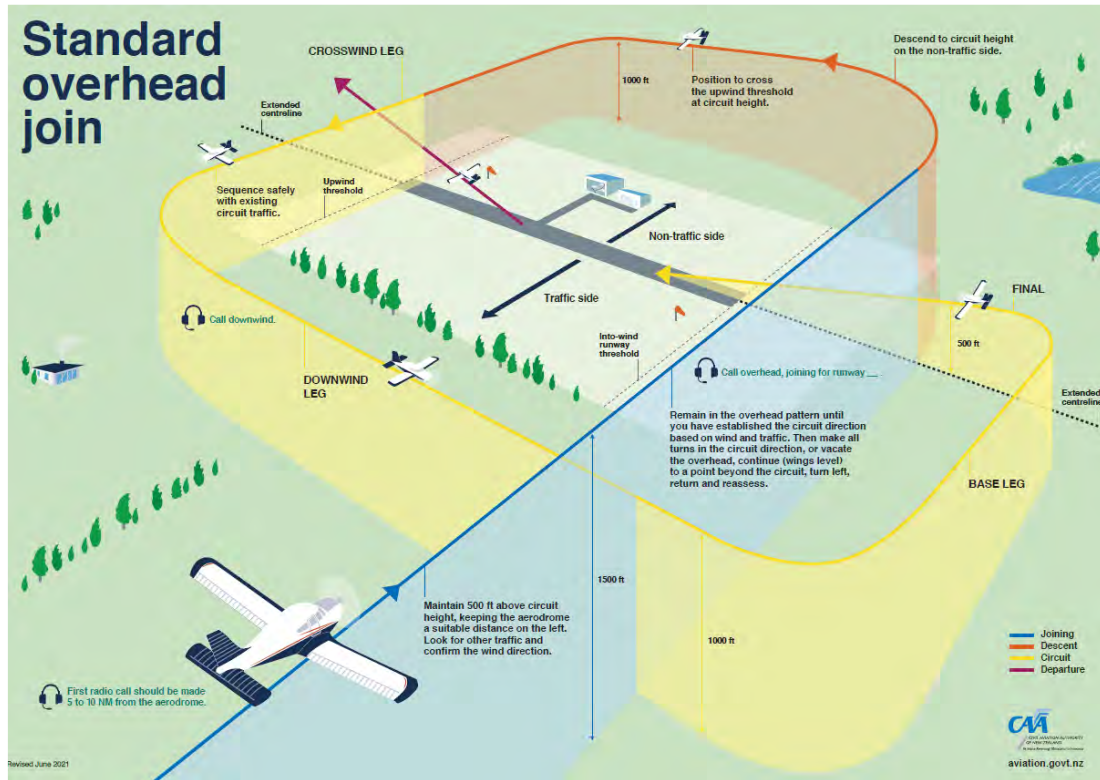 Standard
overhead
join
CROSSWIND LEG
Extended
centreline
Upwind
threshold
Sequence safely
with existing
circuit traffic.
1000 ft
Position to cross
the upwind threshold
at circuit height.
Descend to circuit height
on the non-traffic side.
Non-traffic side
Traffic side
Call downwind.
DOWNWIND
LEG
Into-wind
runway
threshold
Call overhead, joining for runway __
FINAL
500 ft
Extended
centreline
Remain in the overhead pattern until
you have established the circuit direction
based on wind and traffic. Then make all
turns in the circuit direction, or vacate
the overhead, continue (wings level)
to a point beyond the circuit, turn left,
return and reassess.
BASE LEG
1500 ft
1000 ft
Maintain 500 ft above circuit
height, keeping the aerodrome
a suitable distance on the left.
Look for other traffic and
confirm the wind direction.
First radio call should be made
5 to 10 NM from the aerodrome.
Joining
Descent
Circuit
Departure
CAA
CIVIL AVIATION AUTHORITY
OF NEW ZEALAND
aviation.govt.nz
Revised June 2021